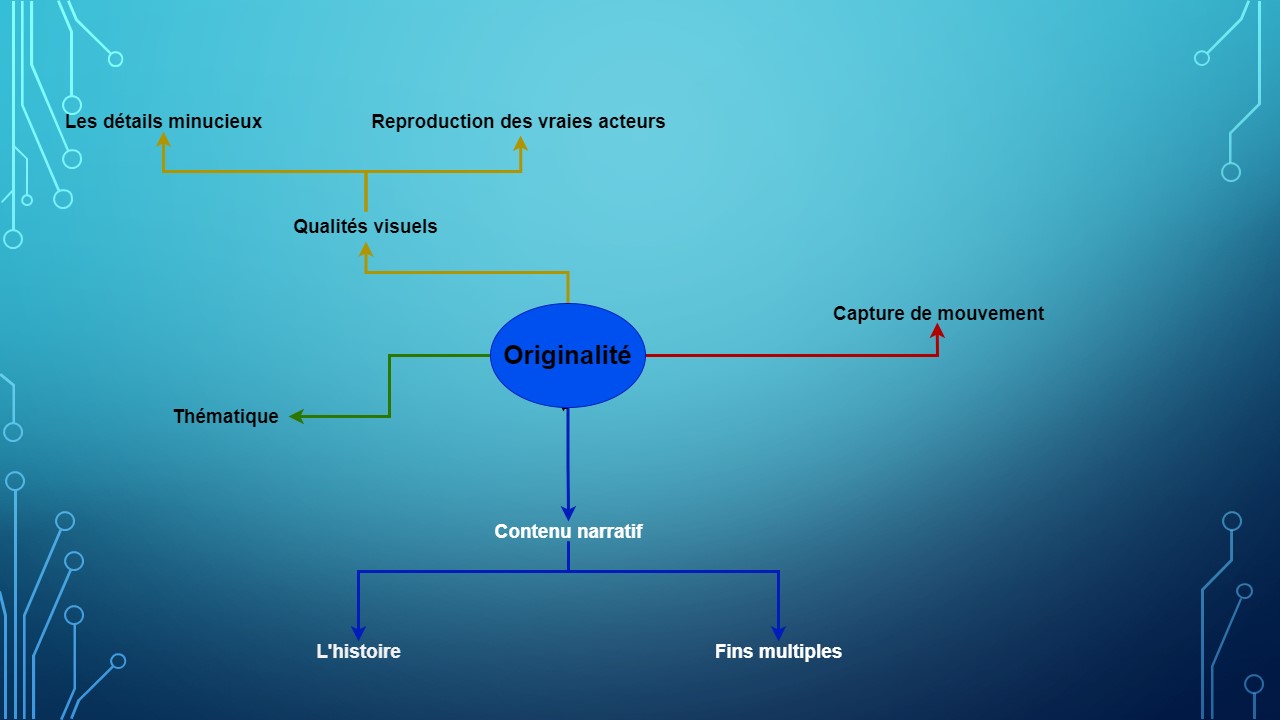 Les détails minucieux
Reproduction des vraies acteurs
Qualités visuels
Capture de mouvement
Originalité
Thématique
Contenu narratif
L'histoire
Fins multiples